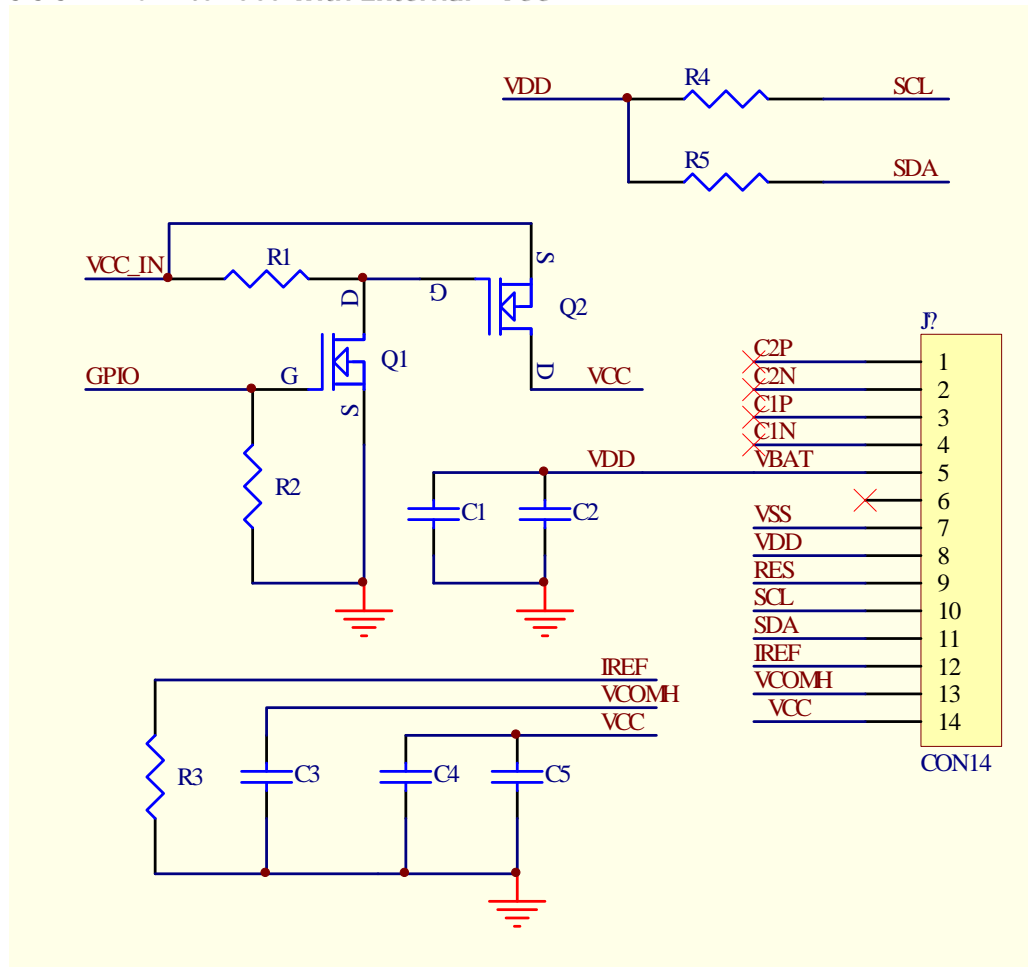 VDD
R4
SCL
R5
SDA
VCC_IN
R1
D
G
S
Q2
D
VCC
GPIO
G
Q1
S
R2
VDD
C1
C2
J?
C2P
1
C2N
2
C1P
3
C1N
4
VBAT
5
6
VSS
7
VDD
8
RES
9
SCL
10
SDA
11
IREF
12
VCOMH
13
VCC
14
CON14
IREF
VCOMH
VCC
R3
C3
C4
C5